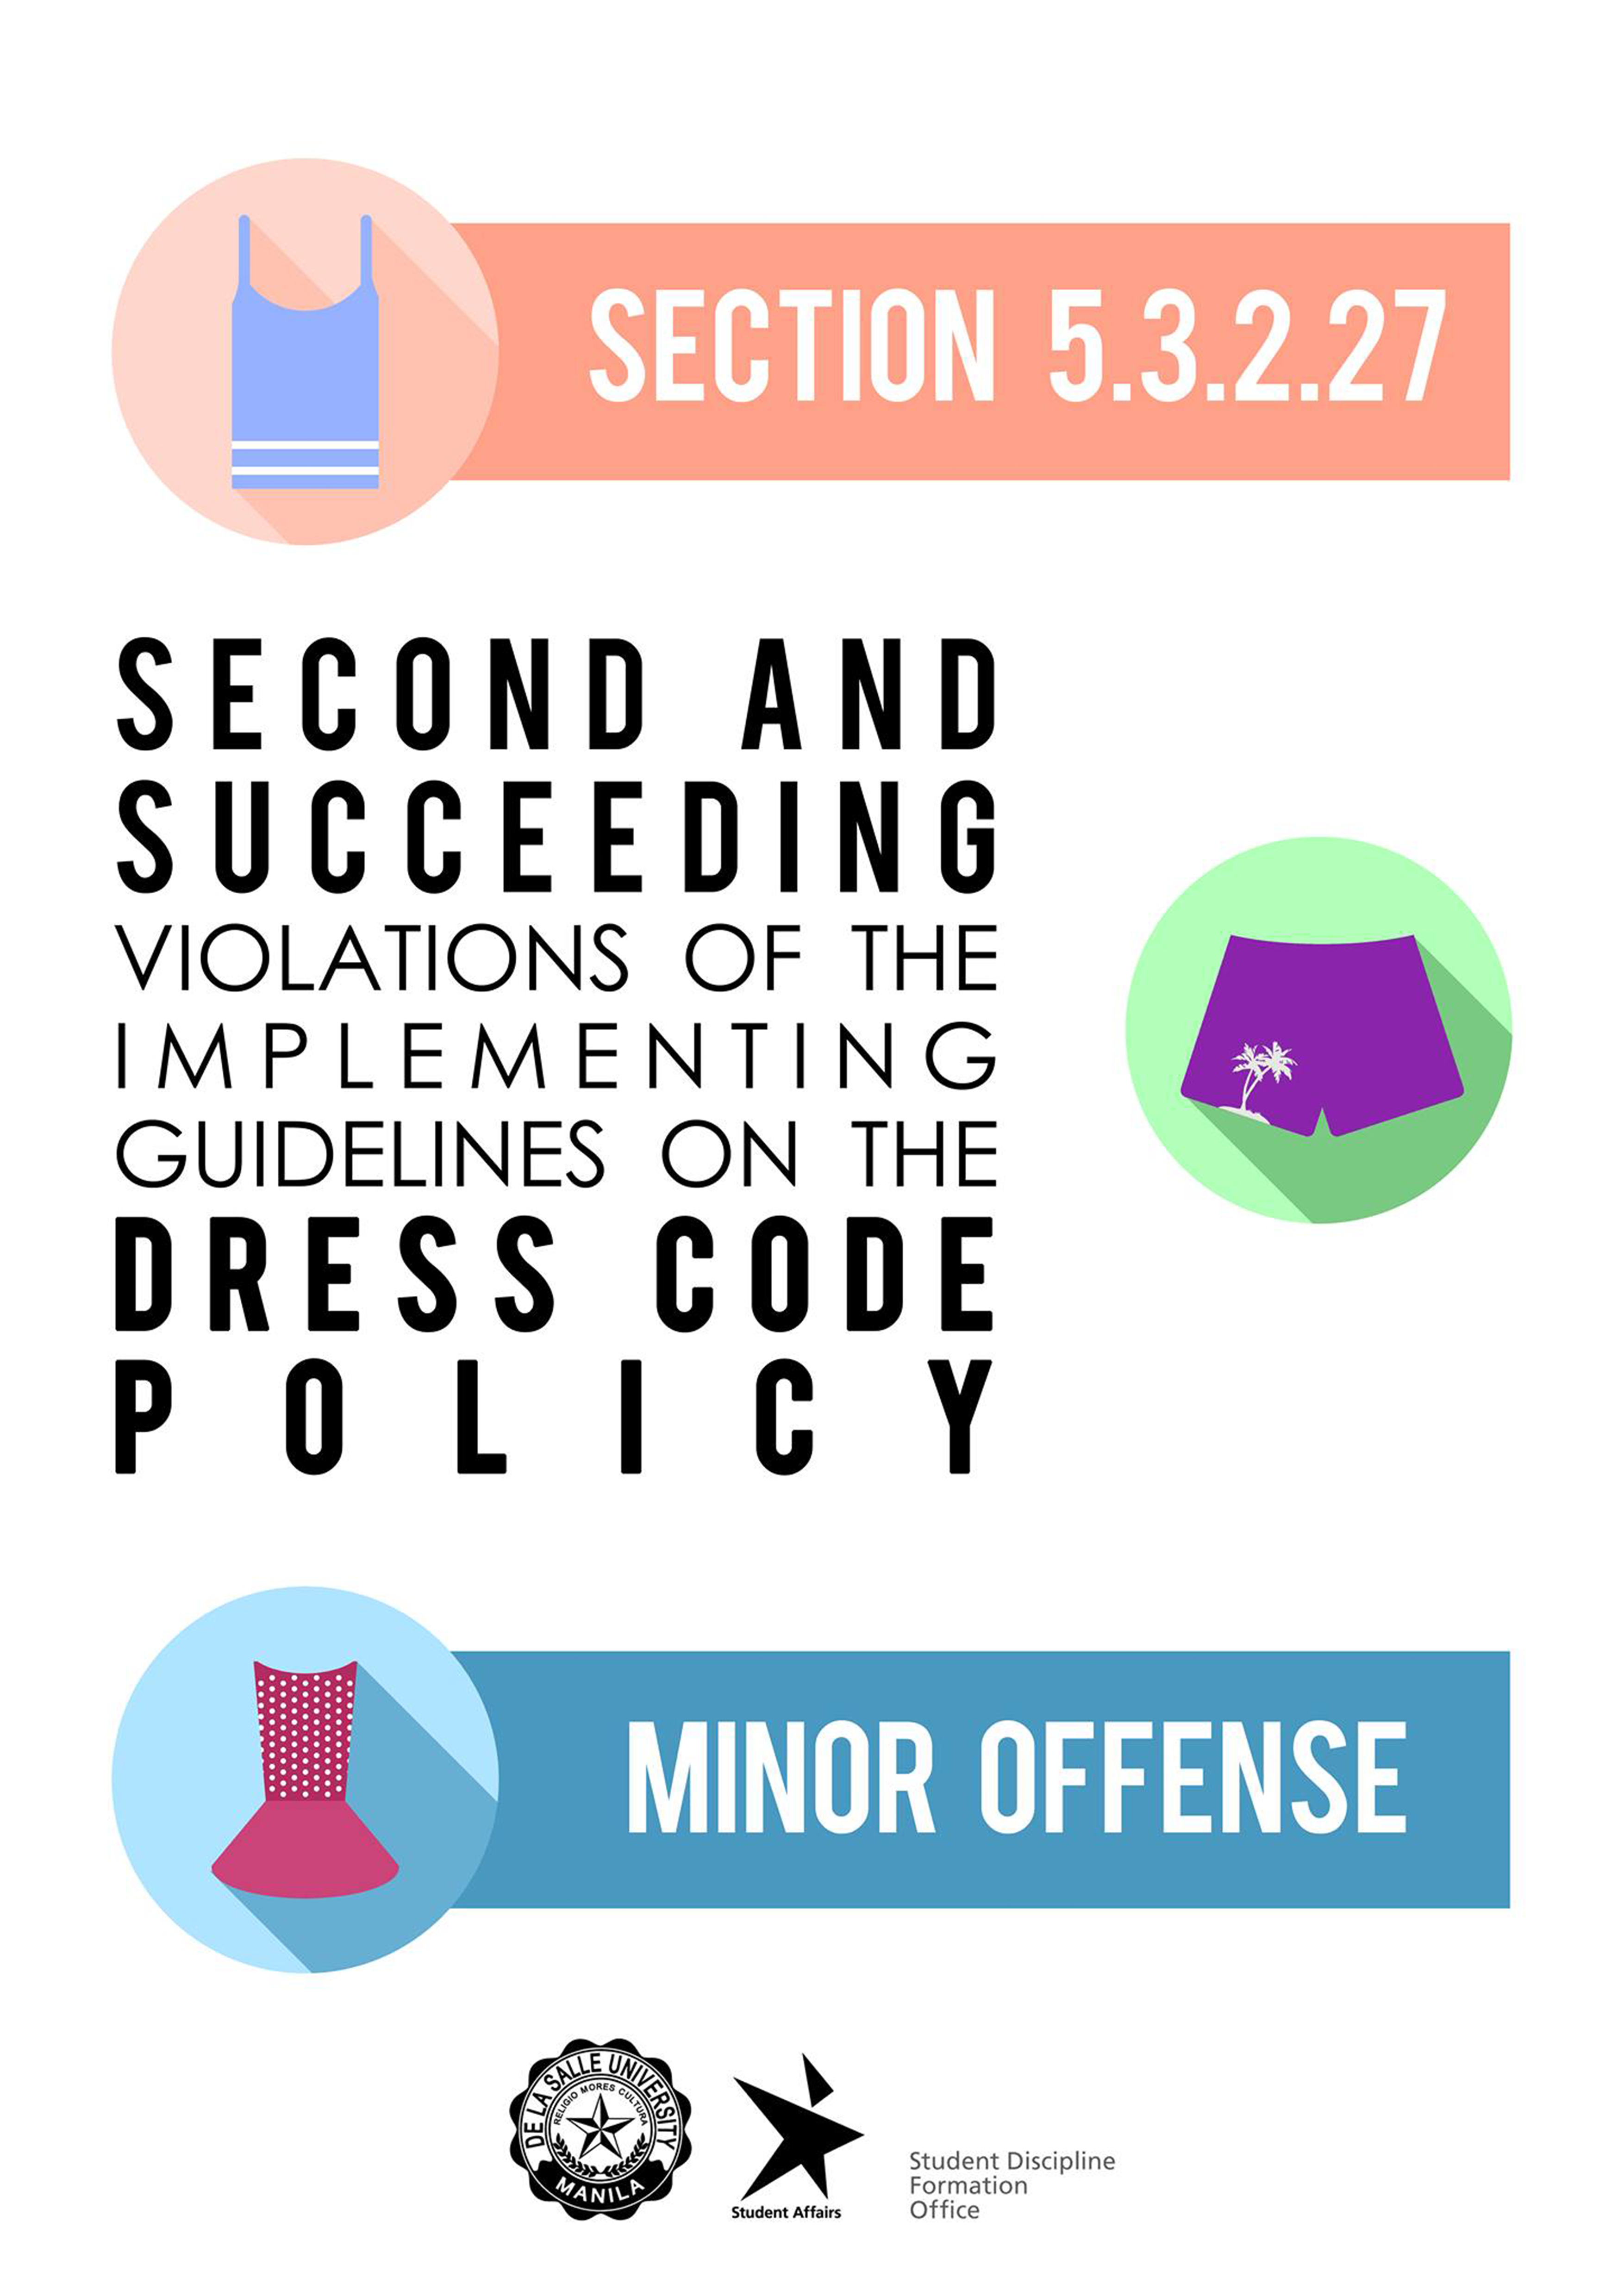 SECTION 5.3.2.27
SECOND AND
SUCCEEDING
VIOLATIONS OF THE
IMPLEMENTING
GUIDELINES ON THE
DRESS CODE
POLICY
MINOR OFFENSE
DE LA SALLE UNIVERSITY
RELIGIO MORES CULTURA
MANILA
Student Affairs
Student Discipline
Formation
Office